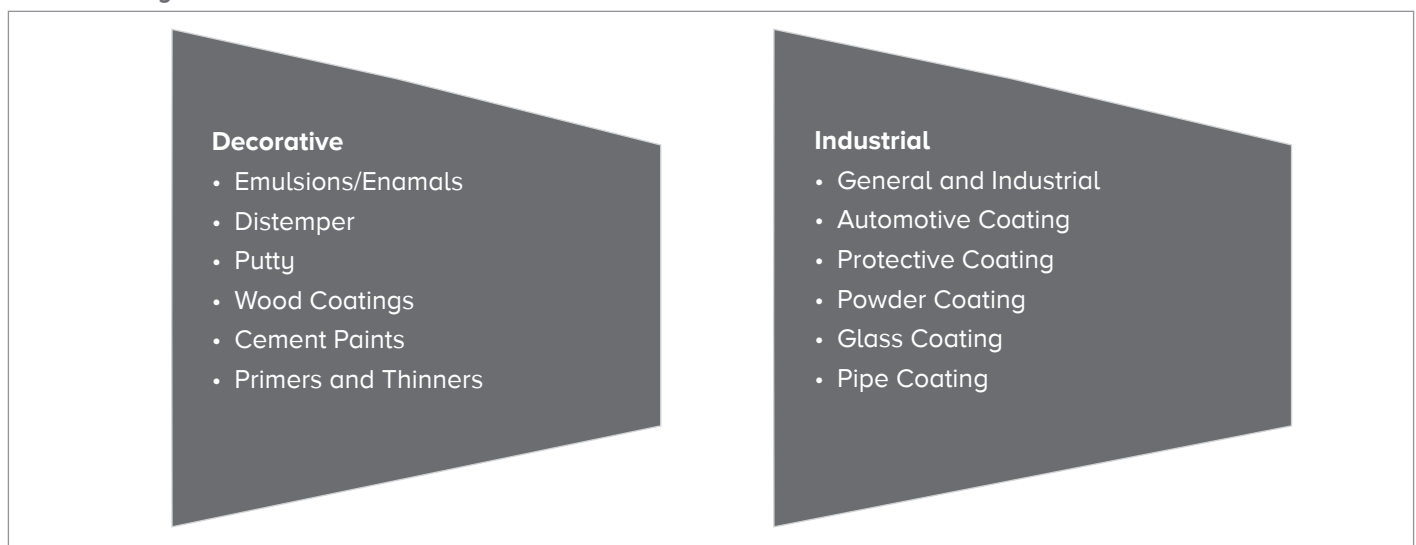 Decorative
• Emulsions/Enamals
• Distemper
• Putty
• Wood Coatings
• Cement Paints
• Primers and Thinners
Industrial
• General and Industrial
• Automotive Coating
• Protective Coating
• Powder Coating
• Glass Coating
• Pipe Coating